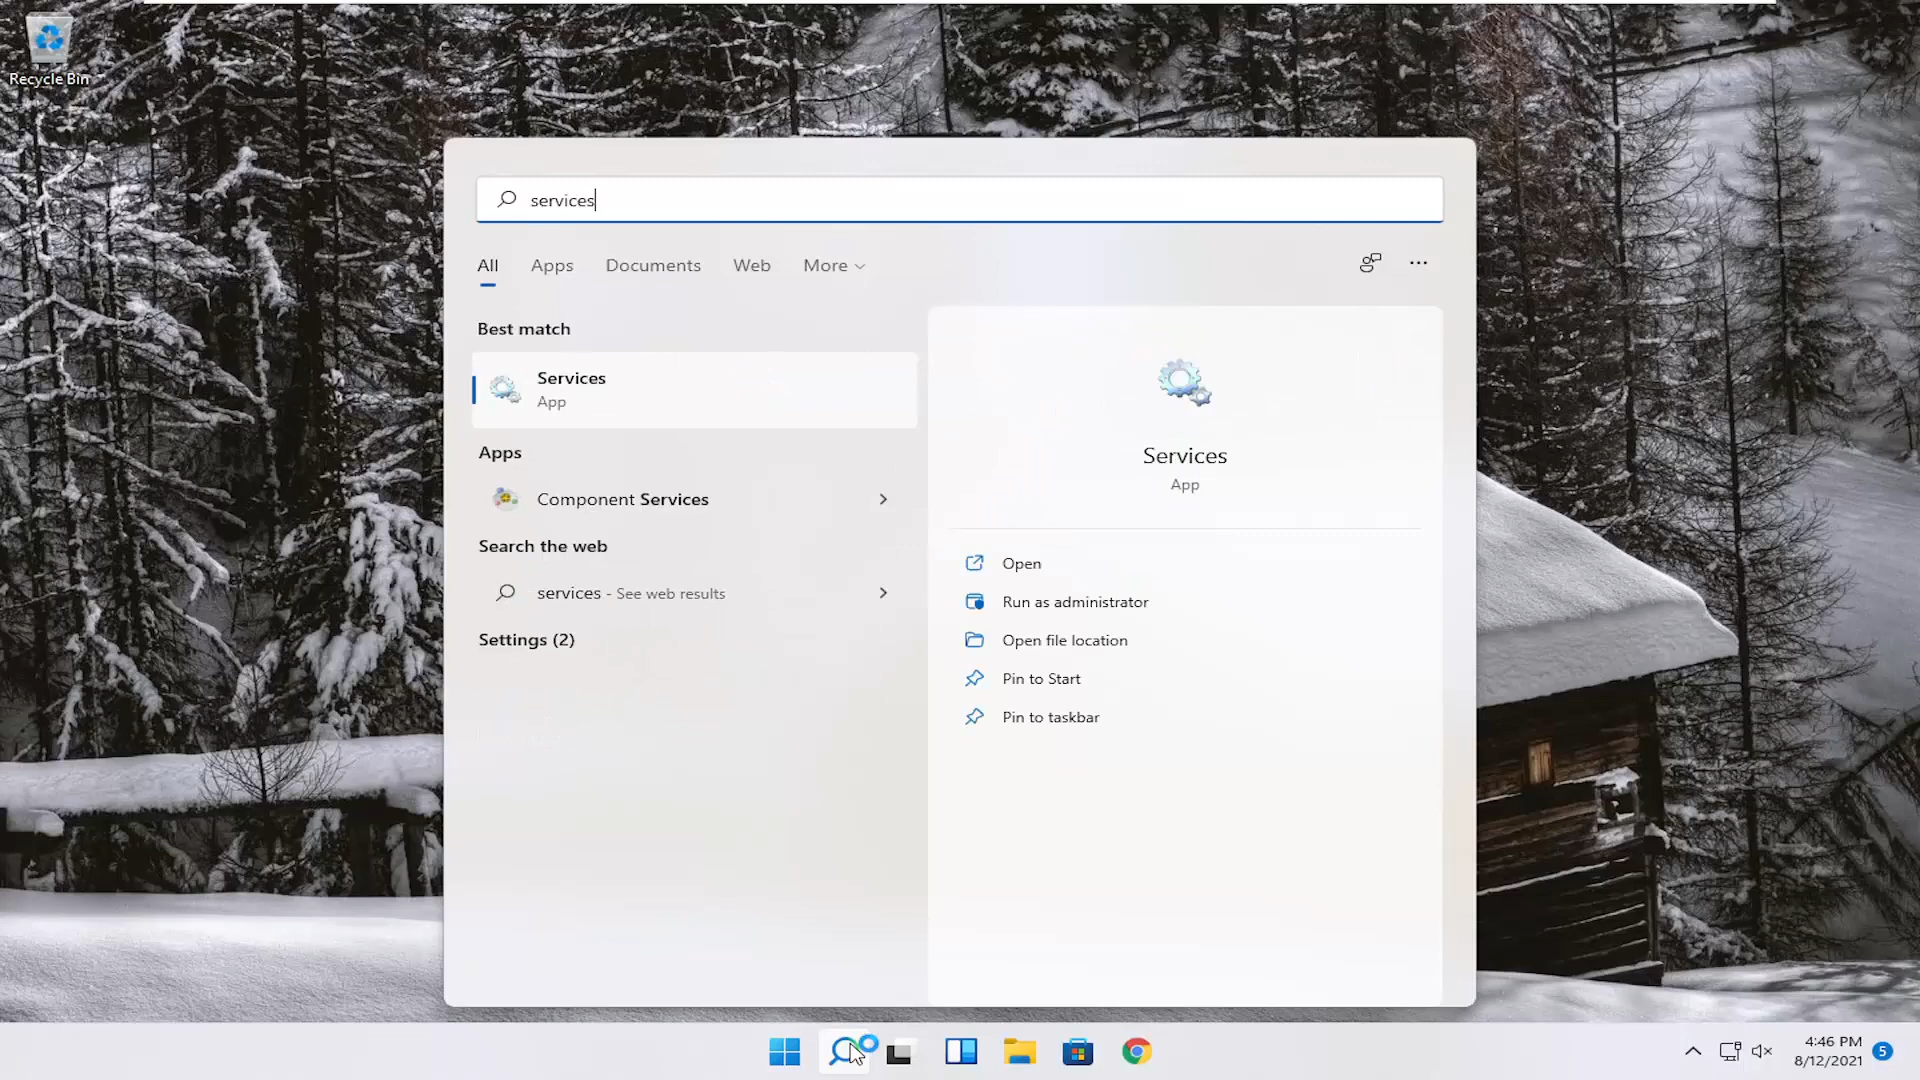 Recycle Bin
services
All Apps Documents Web More
Best match
Services
App
Apps
Component Services
Search the web
services - See web results
Settings (2)
Services
App
Open
Run as administrator
Open file location
Pin to Start
Pin to taskbar
4:46 PM
8/12/2021
5